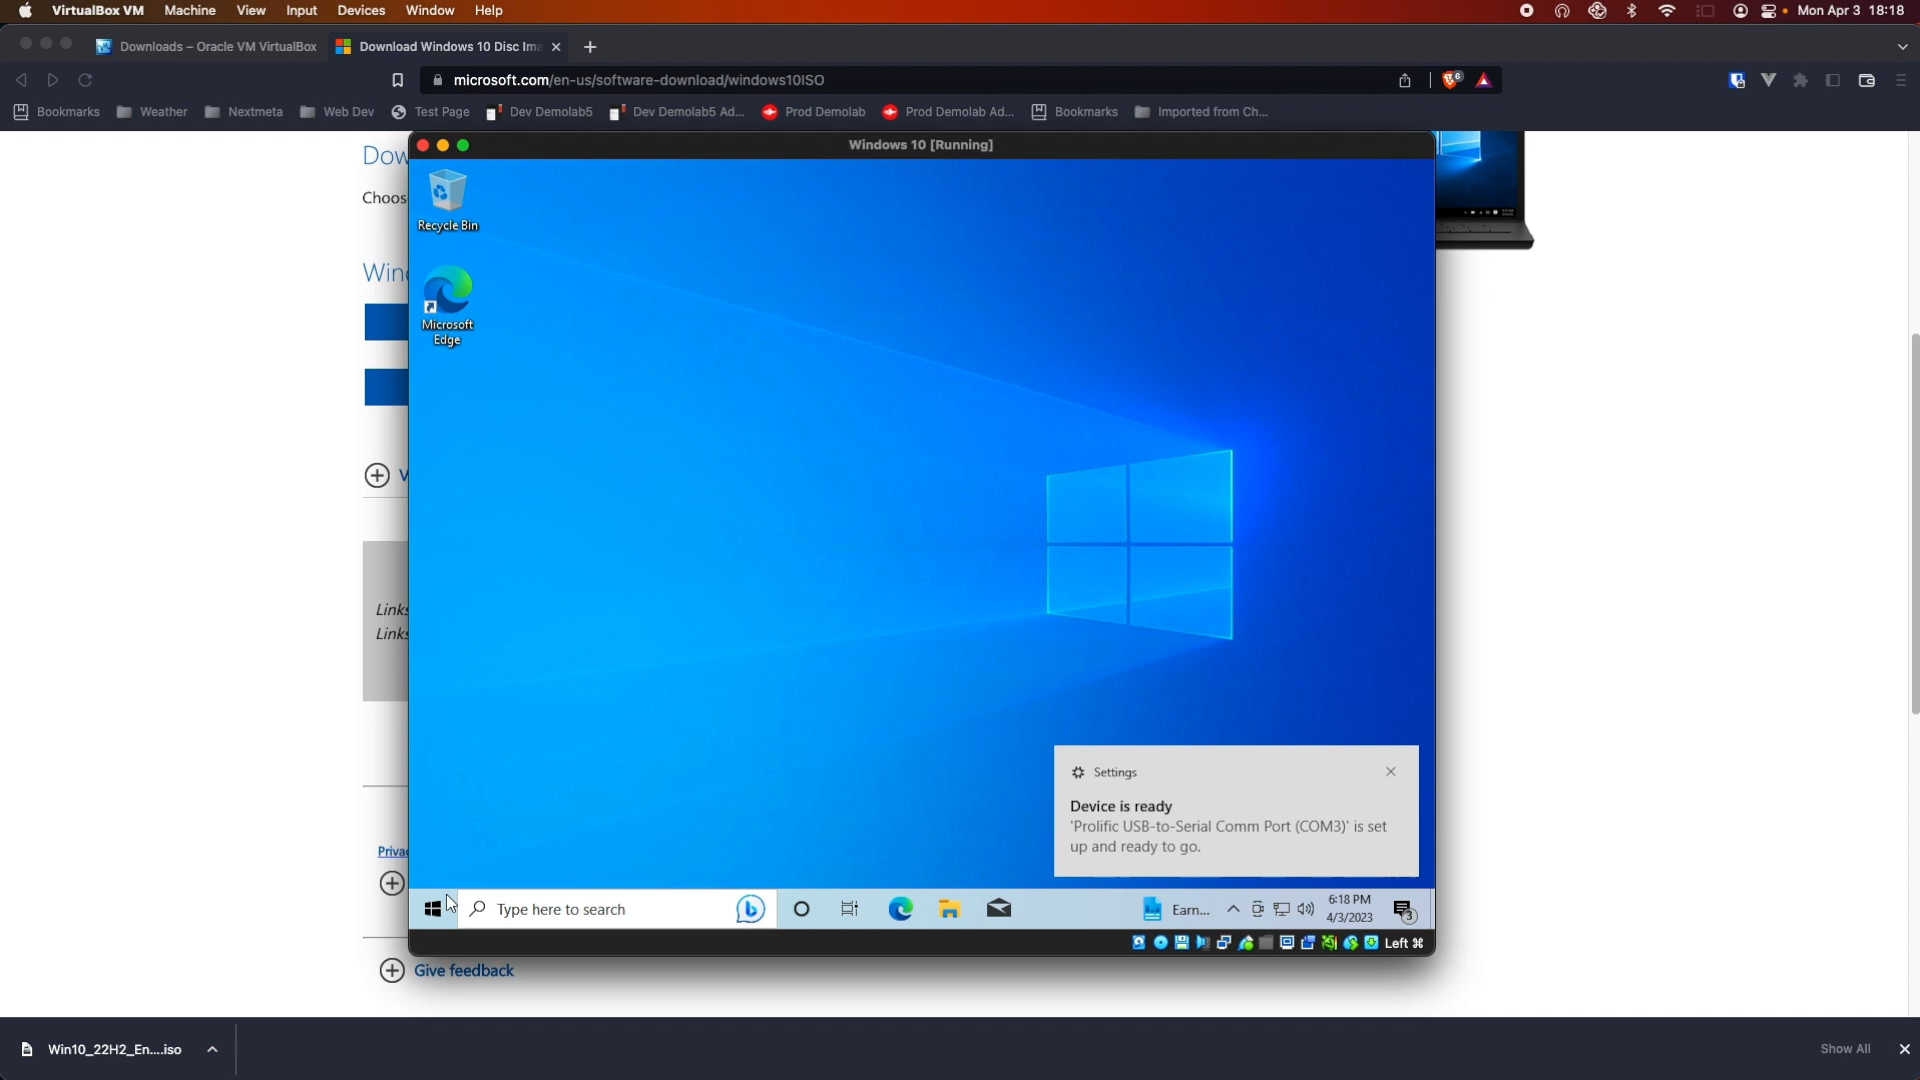 VirtualBox VM Machine View Input Devices Window Help
Mon Apr 3 18:18
Downloads – Oracle VM VirtualBox
Download Windows 10 Disc Ima
microsoft.com/en-us/software-download/windows10ISO
6
Bookmarks Weather Nextmeta Web Dev Test Page Dev Demolab5 Dev Demolab5 Ad... Prod Demolab Prod Demolab Ad... Bookmarks Imported from Ch...
Windows 10 [Running]
Dow
Choos
Recycle Bin
Wind
Microsoft
Edge
Links
Links
Settings
Device is ready
'Prolific USB-to-Serial Comm Port (COM3)' is set
up and ready to go.
Priva
Type here to search
Earn...
6:18 PM
4/3/2023
3
Left ⌘
Give feedback
Win10_22H2_En....iso
Show All